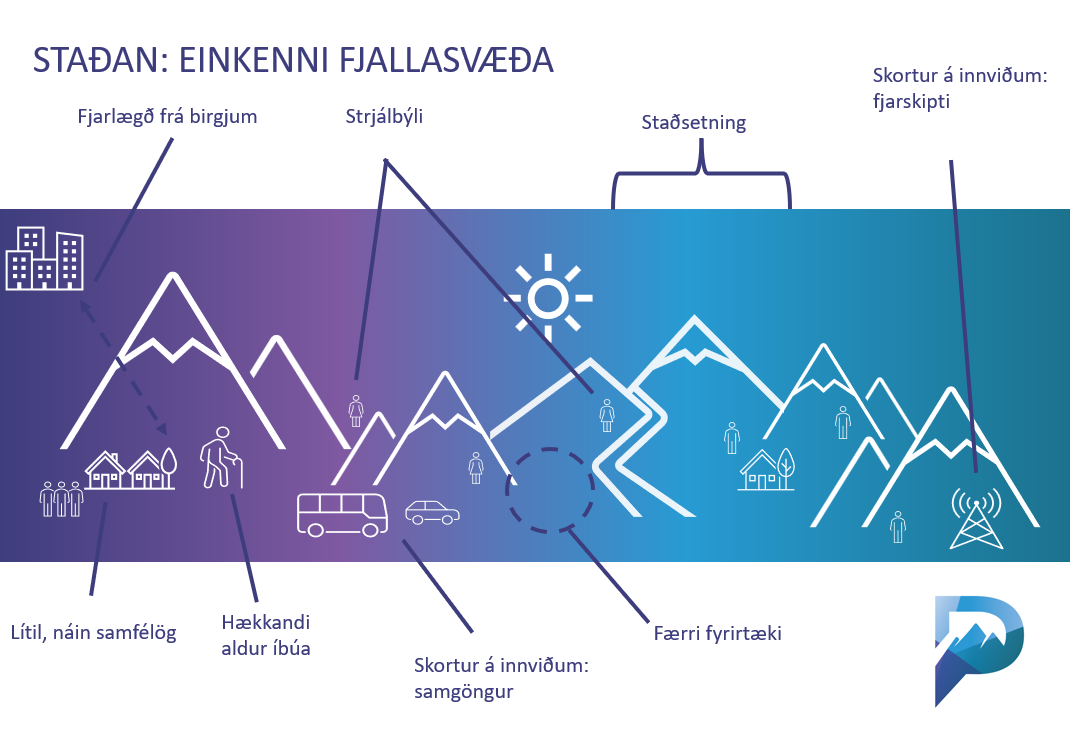 STAÐAN: EINKENNI FJALLASVÆÐA
Fjarlægð frá birgjum
Strjálbýli
Staðsetning
Skortur á innviðum:
fjarskipti
Lítil, náin samfélög
Hækkandi
aldur íbúa
Skortur á innviðum:
samgöngur
Færri fyrirtæki